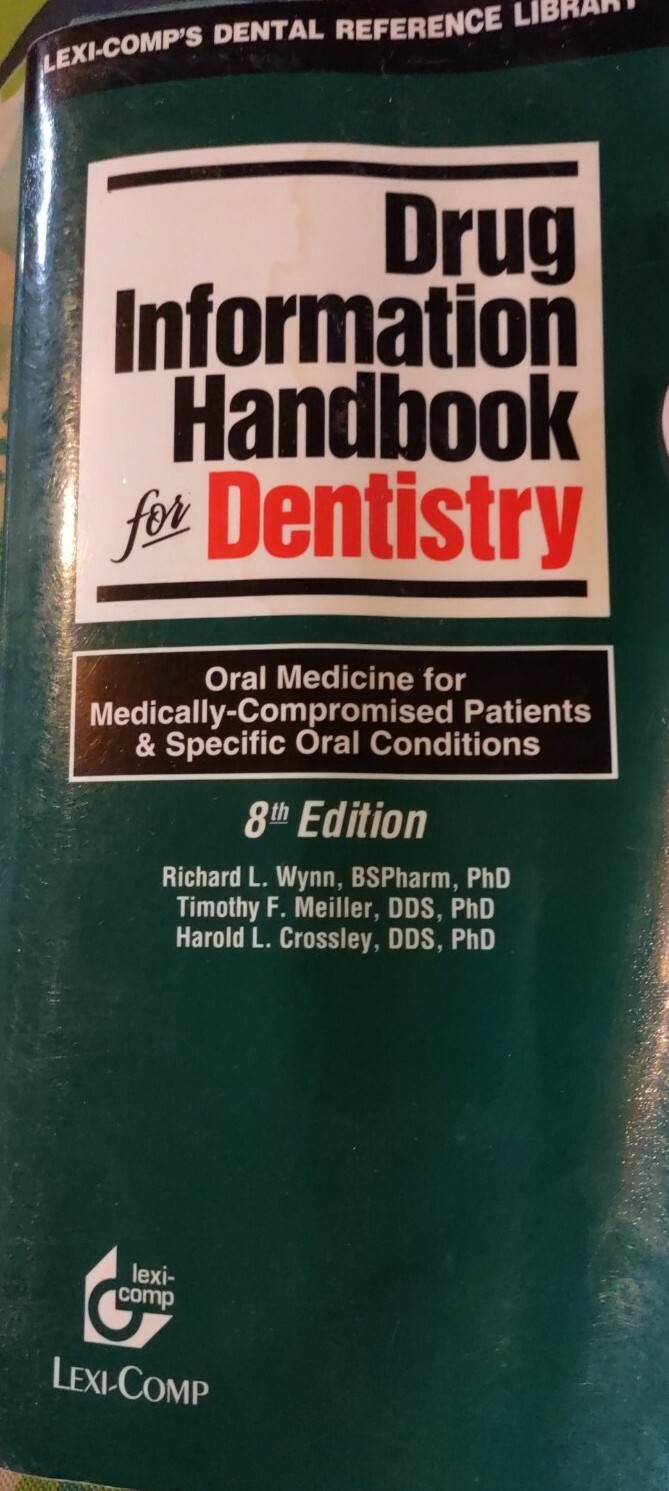 LEXI-COMP'S DENTAL REFERENCE LIBRARY
Drug
Information
Handbook
for Dentistry
Oral Medicine for
Medically-Compromised Patients
& Specific Oral Conditions
8th Edition
Richard L. Wynn, BSPharm, PhD
Timothy F. Meiller, DDS, PhD
Harold L. Crossley, DDS, PhD
lexi-
comp
LEXI-COMP